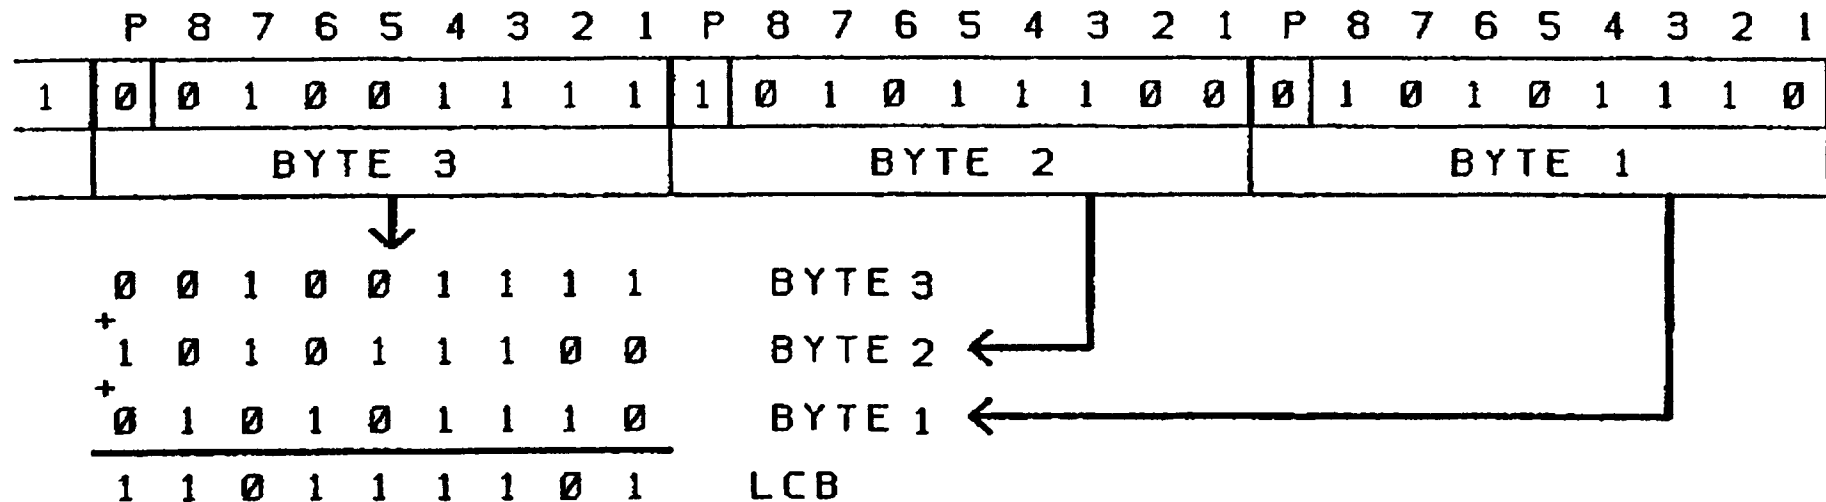 P 8 7 6 5 4 3 2 1 P 8 7 6 5 4 3 2 1 P 8 7 6 5 4 3 2 1
1 0 0 1 0 0 1 1 1 1 1 0 1 0 1 1 1 0 0 0 1 0 1 0 1 1 1 0
BYTE 3 BYTE 2 BYTE 1
0 0 1 0 0 1 1 1 1 BYTE 3
+
1 0 1 0 1 1 1 0 0 BYTE 2
+
0 1 0 1 0 1 1 1 0 BYTE 1
1 1 0 1 1 1 1 0 1 LCB